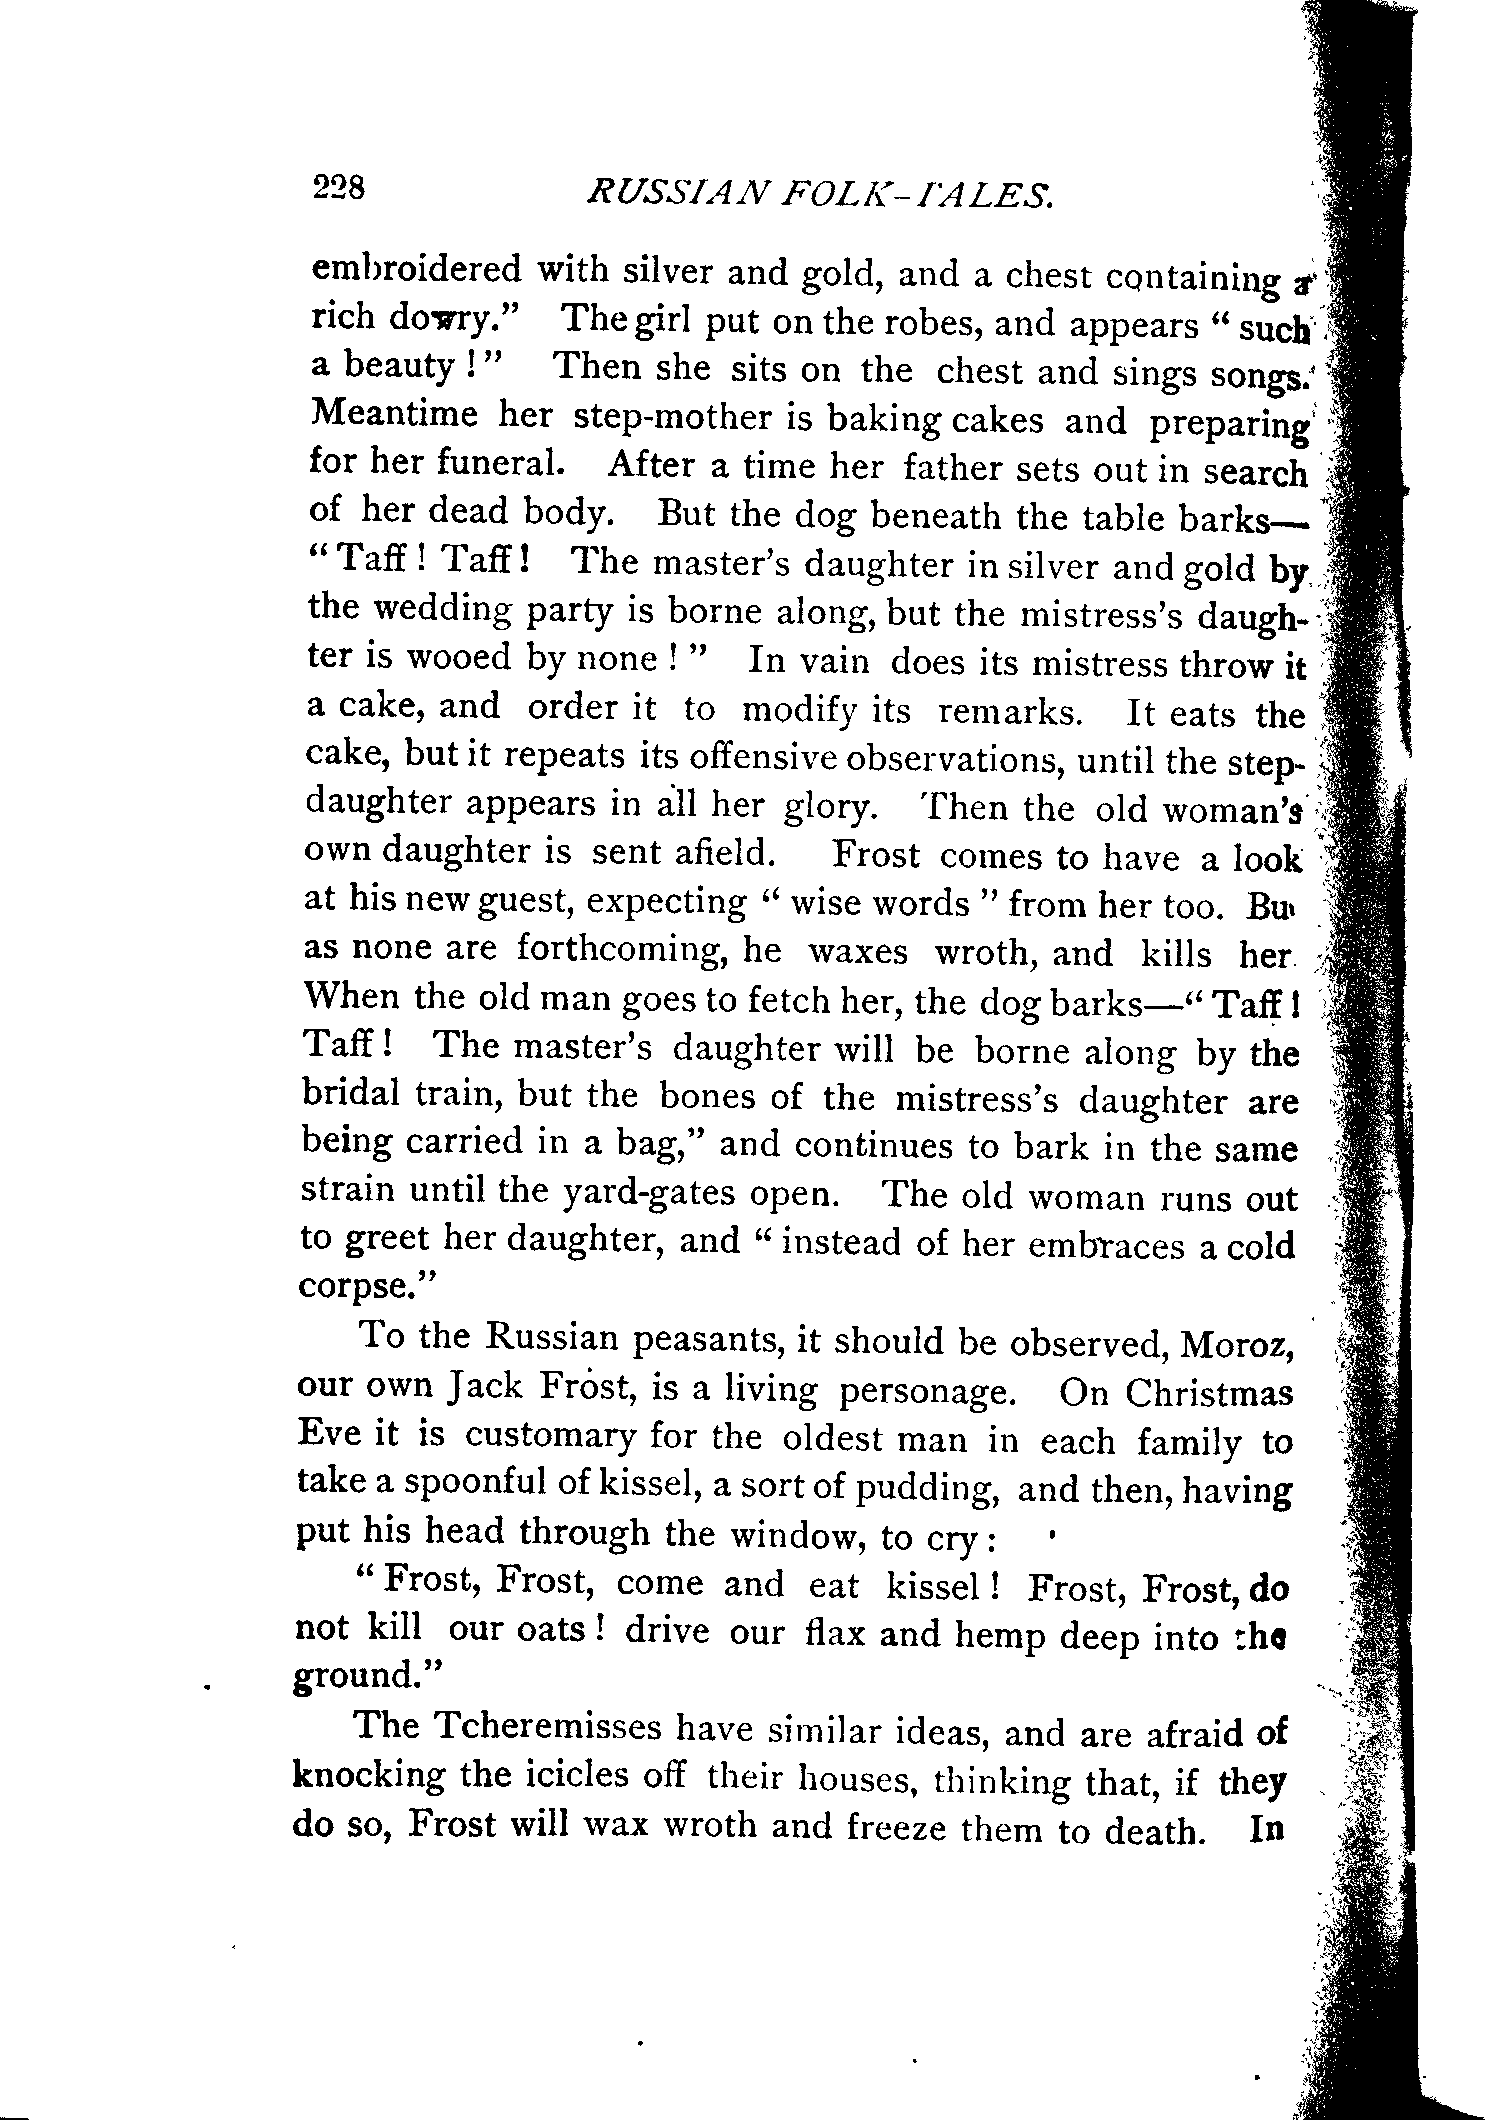 228 RUSSIAN FOLK-TALES.
embroidered with silver and gold, and a chest containing a
rich dowry." The girl put on the robes, and appears "such
a beauty!" Then she sits on the chest and sings songs.
Meantime her step-mother is baking cakes and preparing
for her funeral. After a time her father sets out in search
of her dead body. But the dog beneath the table barks—
"Taff! Taff! The master's daughter in silver and gold by
the wedding party is borne along, but the mistress's daugh-
ter is wooed by none!" In vain does its mistress throw it
a cake, and order it to modify its remarks. It eats the
cake, but it repeats its offensive observations, until the step-
daughter appears in all her glory. Then the old woman's
own daughter is sent afield. Frost comes to have a look
at his new guest, expecting "wise words" from her too. But
as none are forthcoming, he waxes wroth, and kills her.
When the old man goes to fetch her, the dog barks—"Taff!
Taff! The master's daughter will be borne along by the
bridal train, but the bones of the mistress's daughter are
being carried in a bag," and continues to bark in the same
strain until the yard-gates open. The old woman runs out
to greet her daughter, and "instead of her embraces a cold
corpse."
To the Russian peasants, it should be observed, Moroz,
our own Jack Frost, is a living personage. On Christmas
Eve it is customary for the oldest man in each family to
take a spoonful of kissel, a sort of pudding, and then, having
put his head through the window, to cry:
"Frost, Frost, come and eat kissel! Frost, Frost, do
not kill our oats! drive our flax and hemp deep into the
ground."
The Tcheremisses have similar ideas, and are afraid of
knocking the icicles off their houses, thinking that, if they
do so, Frost will wax wroth and freeze them to death. In